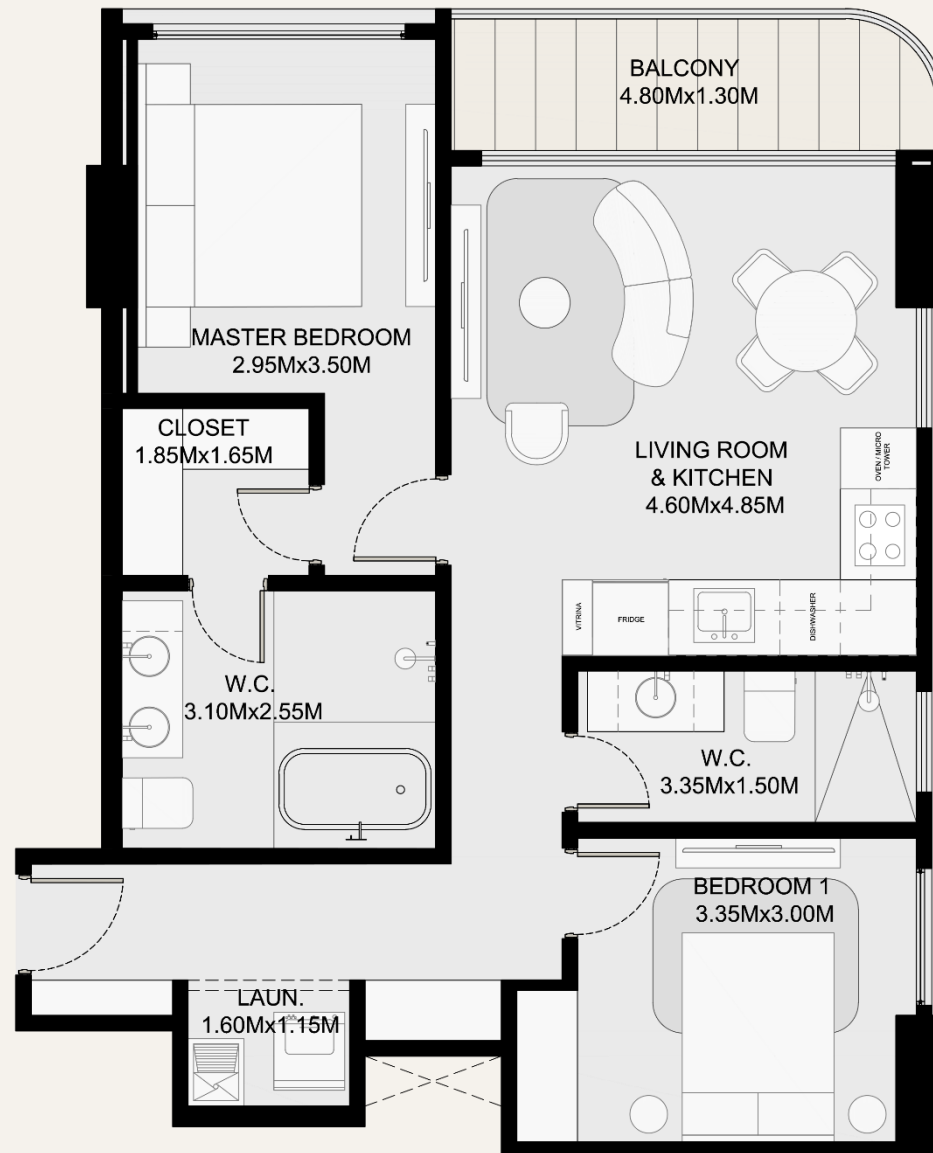 BALCONY
4.80Mx1.30M
MASTER BEDROOM
2.95Mx3.50M
CLOSET
1.85Mx1.65M
LIVING ROOM
& KITCHEN
4.60Mx4.85M
OVEN / MICRO
TOWER
VITRINA
FRIDGE
DISHWASHER
W.C.
3.10Mx2.55M
W.C.
3.35Mx1.50M
BEDROOM 1
3.35Mx3.00M
LAUN.
1.60Mx1.15M